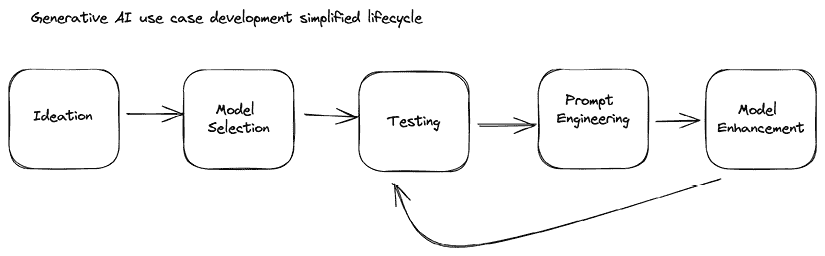 Generative AI use case development simplified lifecycle
Ideation
Model
Selection
Testing
Prompt
Engineering
Model
Enhancement